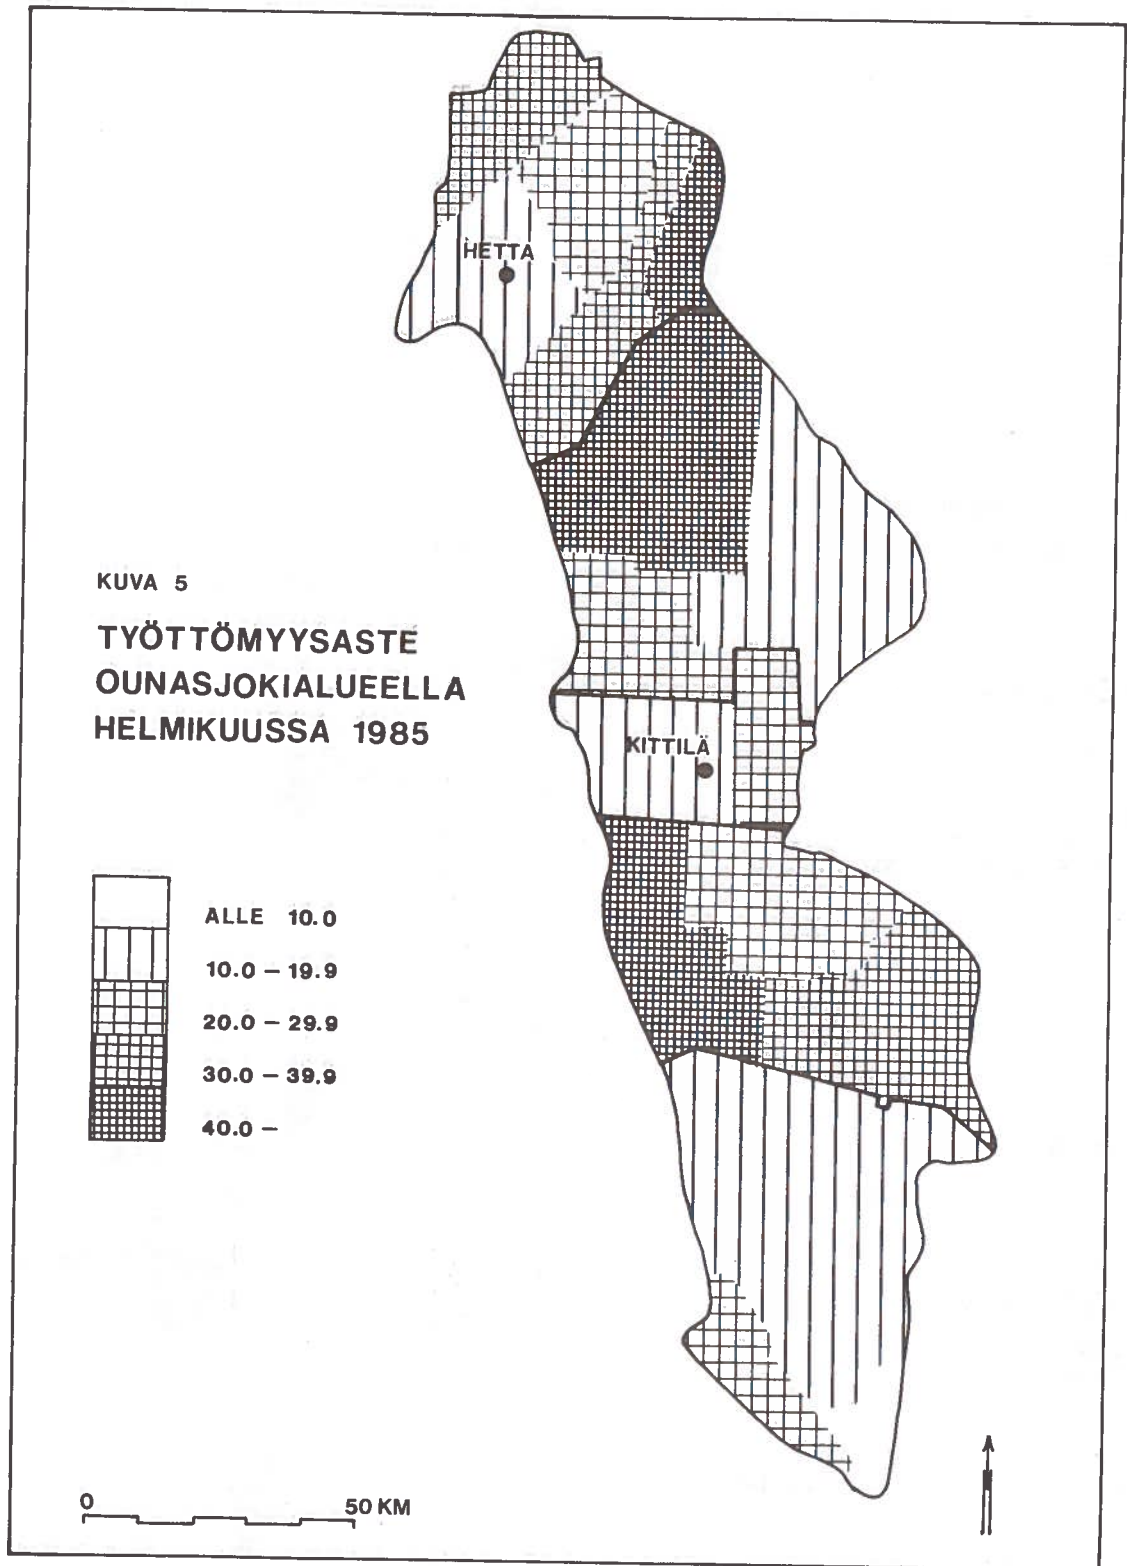 HETTA
KUVA 5
TYÖTTÖMYYSASTE
OUNASJOKIALUEELLA
HELMIKUUSSA 1985
KITTILÄ
ALLE 10.0
10.0 – 19.9
20.0 – 29.9
30.0 – 39.9
40.0 –
0 50 KM